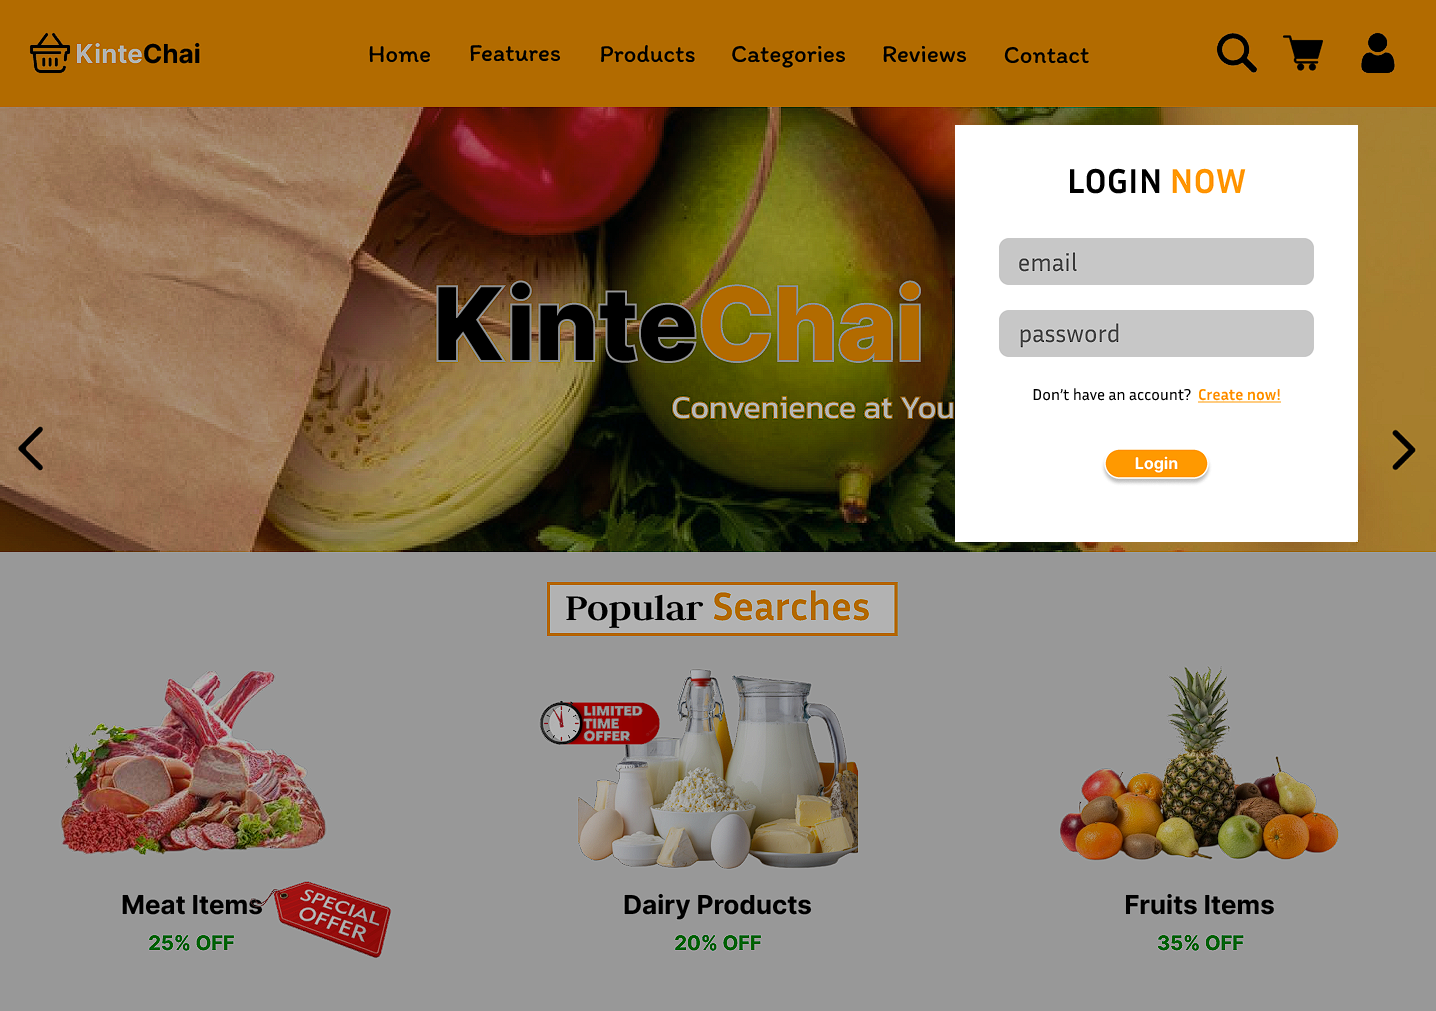 KinteChai
Home Features Products Categories Reviews Contact
LOGIN NOW
email
password
Don't have an account? Create now!
Login
KinteChai
Convenience at You
Popular Searches
LIMITED
TIME
OFFER
Meat Items
25% OFF
SPECIAL
OFFER
Dairy Products
20% OFF
Fruits Items
35% OFF